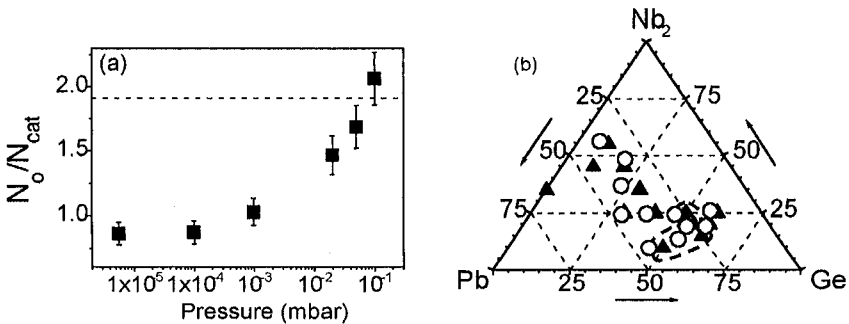 (a)
N_o/N_cat
2.0
1.5
1.0
1x10^5 1x10^4 10^-3 10^-2 10^-1
Pressure (mbar)
(b)
Nb_2
25 75
50 50
75 25
Pb 25 50 75 Ge